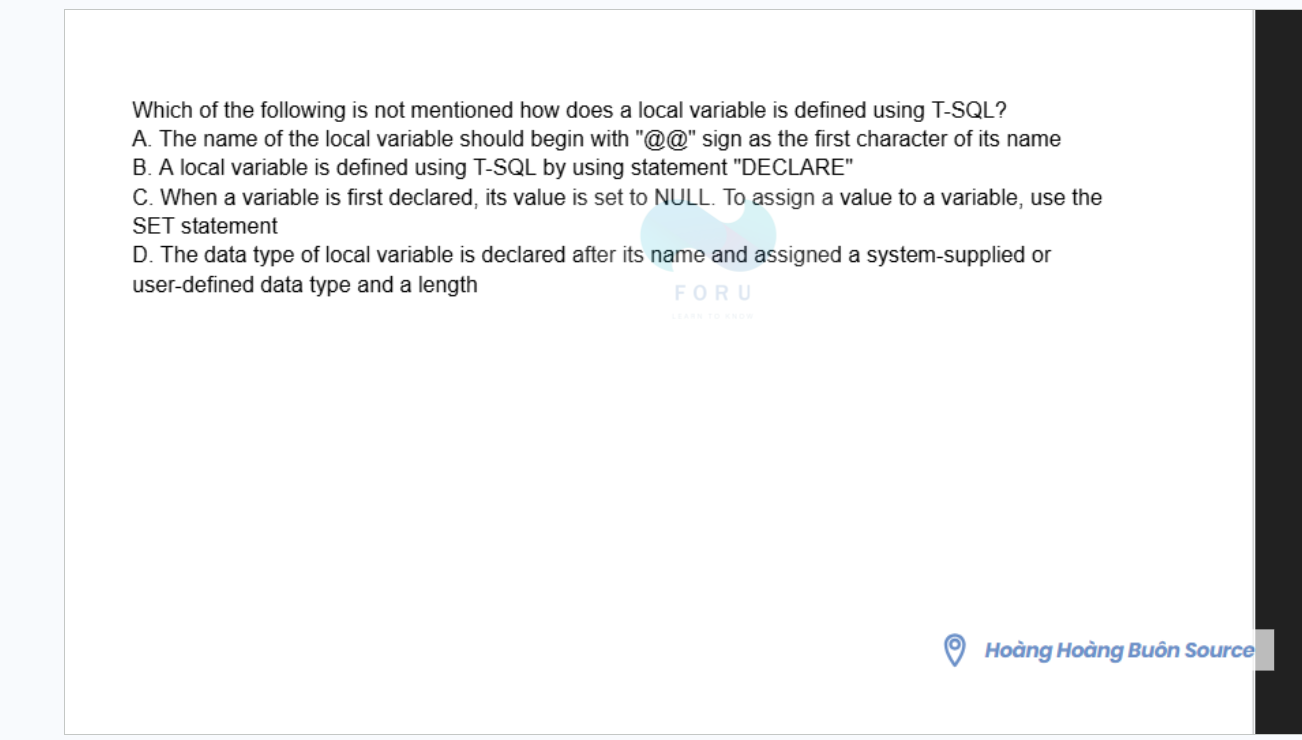 Which of the following is not mentioned how does a local variable is defined using T-SQL?
A. The name of the local variable should begin with "@@" sign as the first character of its name
B. A local variable is defined using T-SQL by using statement "DECLARE"
C. When a variable is first declared, its value is set to NULL. To assign a value to a variable, use the
SET statement
D. The data type of local variable is declared after its name and assigned a system-supplied or
user-defined data type and a length
FORU
LEARN TO KNOW
Hoàng Hoàng Buôn Source